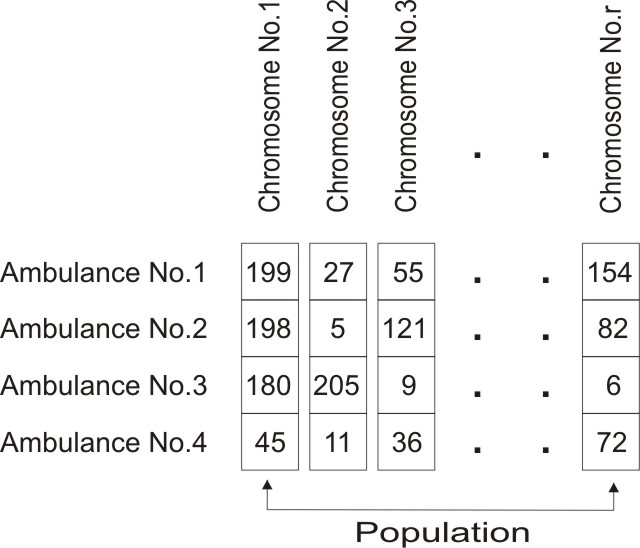 Chromosome No.1 Chromosome No.2 Chromosome No.3 . . Chromosome No.r
Ambulance No.1 199 27 55 . . 154
Ambulance No.2 198 5 121 . . 82
Ambulance No.3 180 205 9 . . 6
Ambulance No.4 45 11 36 . . 72
Population